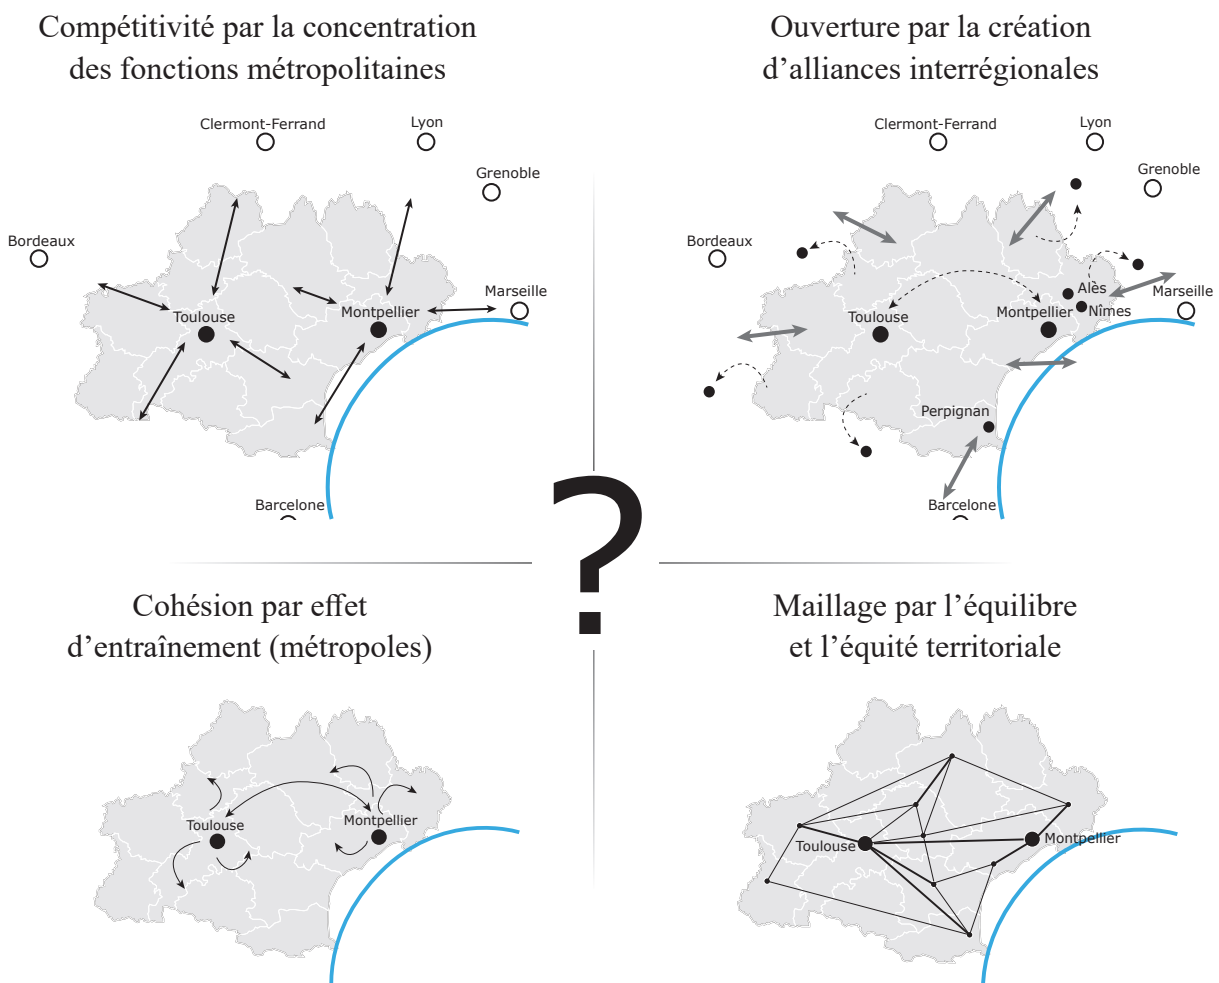 Compétitivité par la concentration
des fonctions métropolitaines
Clermont-Ferrand
Lyon
Grenoble
Bordeaux
Marseille
Toulouse
Montpellier
Barcelone
Ouverture par la création
d’alliances interrégionales
Clermont-Ferrand
Lyon
Grenoble
Bordeaux
Alès
Marseille
Toulouse
Montpellier
Nîmes
Perpignan
Barcelone
?
Cohésion par effet
d’entraînement (métropoles)
Toulouse
Montpellier
Maillage par l’équilibre
et l’équité territoriale
Toulouse
Montpellier